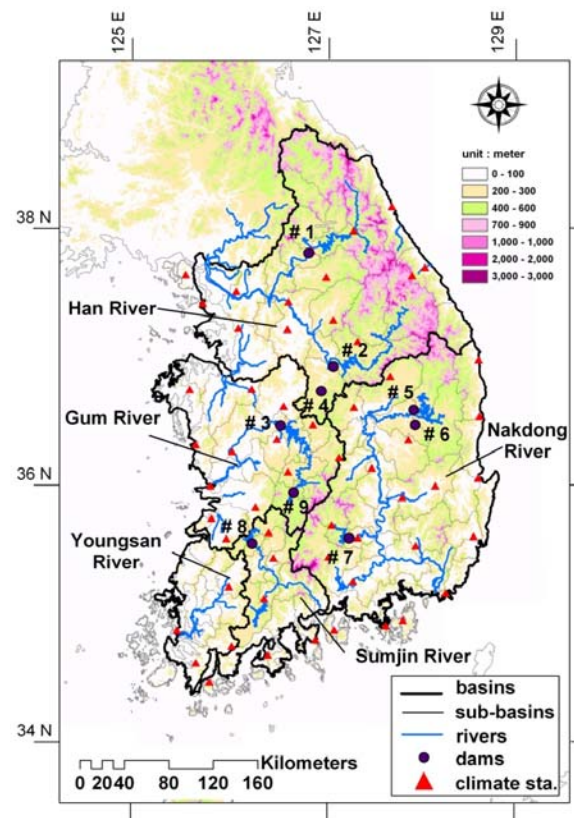 125 E
127 E
129 E
unit : meter
0 - 100
200 - 300
400 - 600
700 - 900
1,000 - 1,000
2,000 - 2,000
3,000 - 3,000
38 N
# 1
Han River
# 2
# 4
# 5
Gum River
# 3
# 6
Nakdong
River
36 N
# 9
# 8
# 7
Youngsan
River
Sumjin River
34 N
basins
sub-basins
rivers
dams
climate sta.
Kilometers
0 20 40 80 120 160